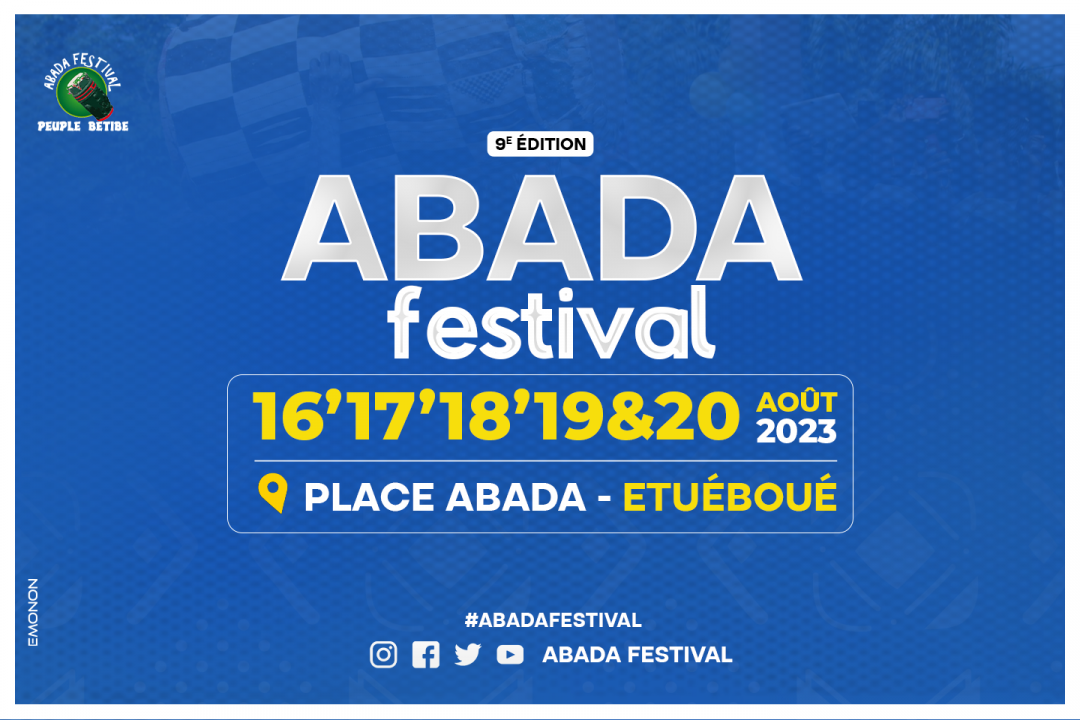 ABADA FESTIVAL
PEUPLE BETIBE
9E ÉDITION
ABADA
festival
16'17'18'19&20 AOÛT 2023
PLACE ABADA - ETUÉBOUÉ
EMONON
#ABADAFESTIVAL
ABADA FESTIVAL